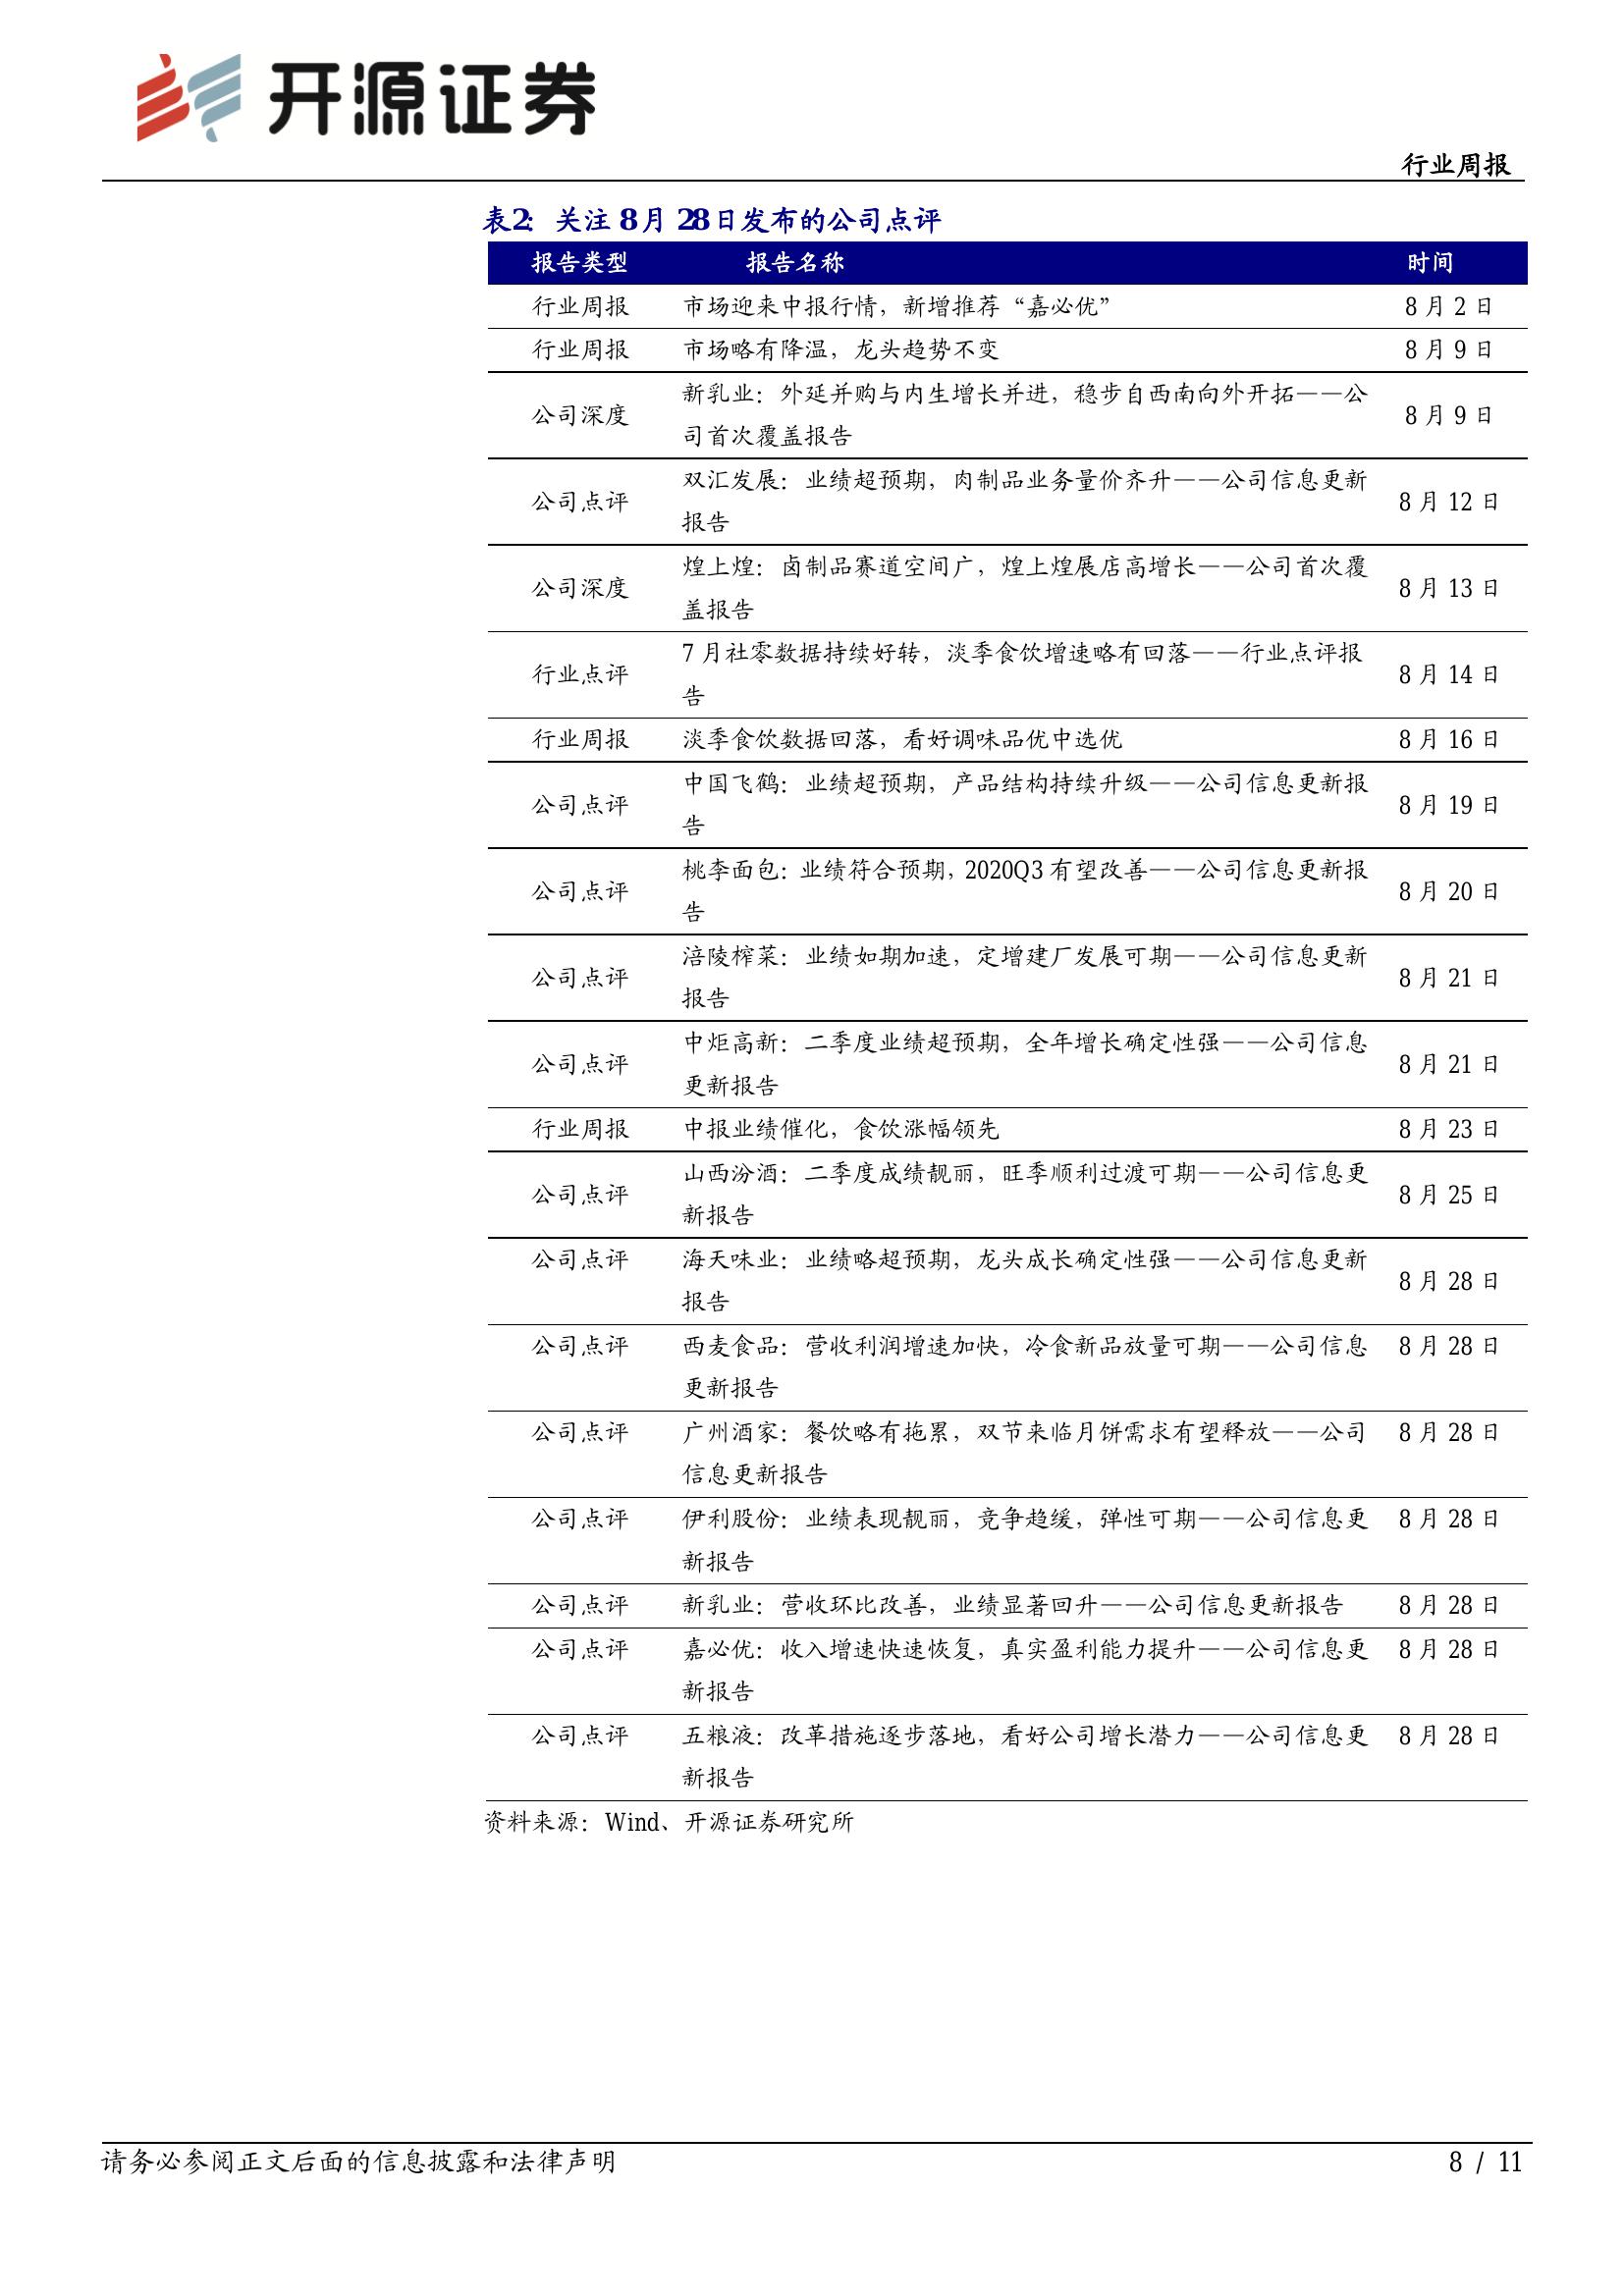 开源证券
行业周报
表2：关注 8月 28日发布的公司点评
报告类型 报告名称 时间
行业周报 市场迎来中报行情，新增推荐“嘉必优” 8 月 2 日
行业周报 市场略有降温，龙头趋势不变 8 月 9 日
公司深度 新乳业：外延并购与内生增长并进，稳步自西南向外开拓——公 8 月 9 日
司首次覆盖报告
公司点评 双汇发展：业绩超预期，肉制品业务量价齐升——公司信息更新 8 月 12 日
报告
公司深度 煌上煌：卤制品赛道空间广，煌上煌展店高增长——公司首次覆 8 月 13 日
盖报告
行业点评 7 月社零数据持续好转，淡季食饮增速略有回落——行业点评报 8 月 14 日
告
行业周报 淡季食饮数据回落，看好调味品优中选优 8 月 16 日
公司点评 中国飞鹤：业绩超预期，产品结构持续升级——公司信息更新报 8 月 19 日
告
公司点评 桃李面包：业绩符合预期，2020Q3 有望改善——公司信息更新报 8 月 20 日
告
公司点评 涪陵榨菜：业绩如期加速，定增建厂发展可期——公司信息更新 8 月 21 日
报告
公司点评 中炬高新：二季度业绩超预期，全年增长确定性强——公司信息 8 月 21 日
更新报告
行业周报 中报业绩催化，食饮涨幅领先 8 月 23 日
公司点评 山西汾酒：二季度成绩靓丽，旺季顺利过渡可期——公司信息更 8 月 25 日
新报告
公司点评 海天味业：业绩略超预期，龙头成长确定性强——公司信息更新 8 月 28 日
报告
公司点评 西麦食品：营收利润增速加快，冷食新品放量可期——公司信息 8 月 28 日
更新报告
公司点评 广州酒家：餐饮略有拖累，双节来临月饼需求有望释放——公司 8 月 28 日
信息更新报告
公司点评 伊利股份：业绩表现靓丽，竞争趋缓，弹性可期——公司信息更 8 月 28 日
新报告
公司点评 新乳业：营收环比改善，业绩显著回升——公司信息更新报告 8 月 28 日
公司点评 嘉必优：收入增速快速恢复，真实盈利能力提升——公司信息更 8 月 28 日
新报告
公司点评 五粮液：改革措施逐步落地，看好公司增长潜力——公司信息更 8 月 28 日
新报告
资料来源：Wind、开源证券研究所
请务必参阅正文后面的信息披露和法律声明 8 / 11